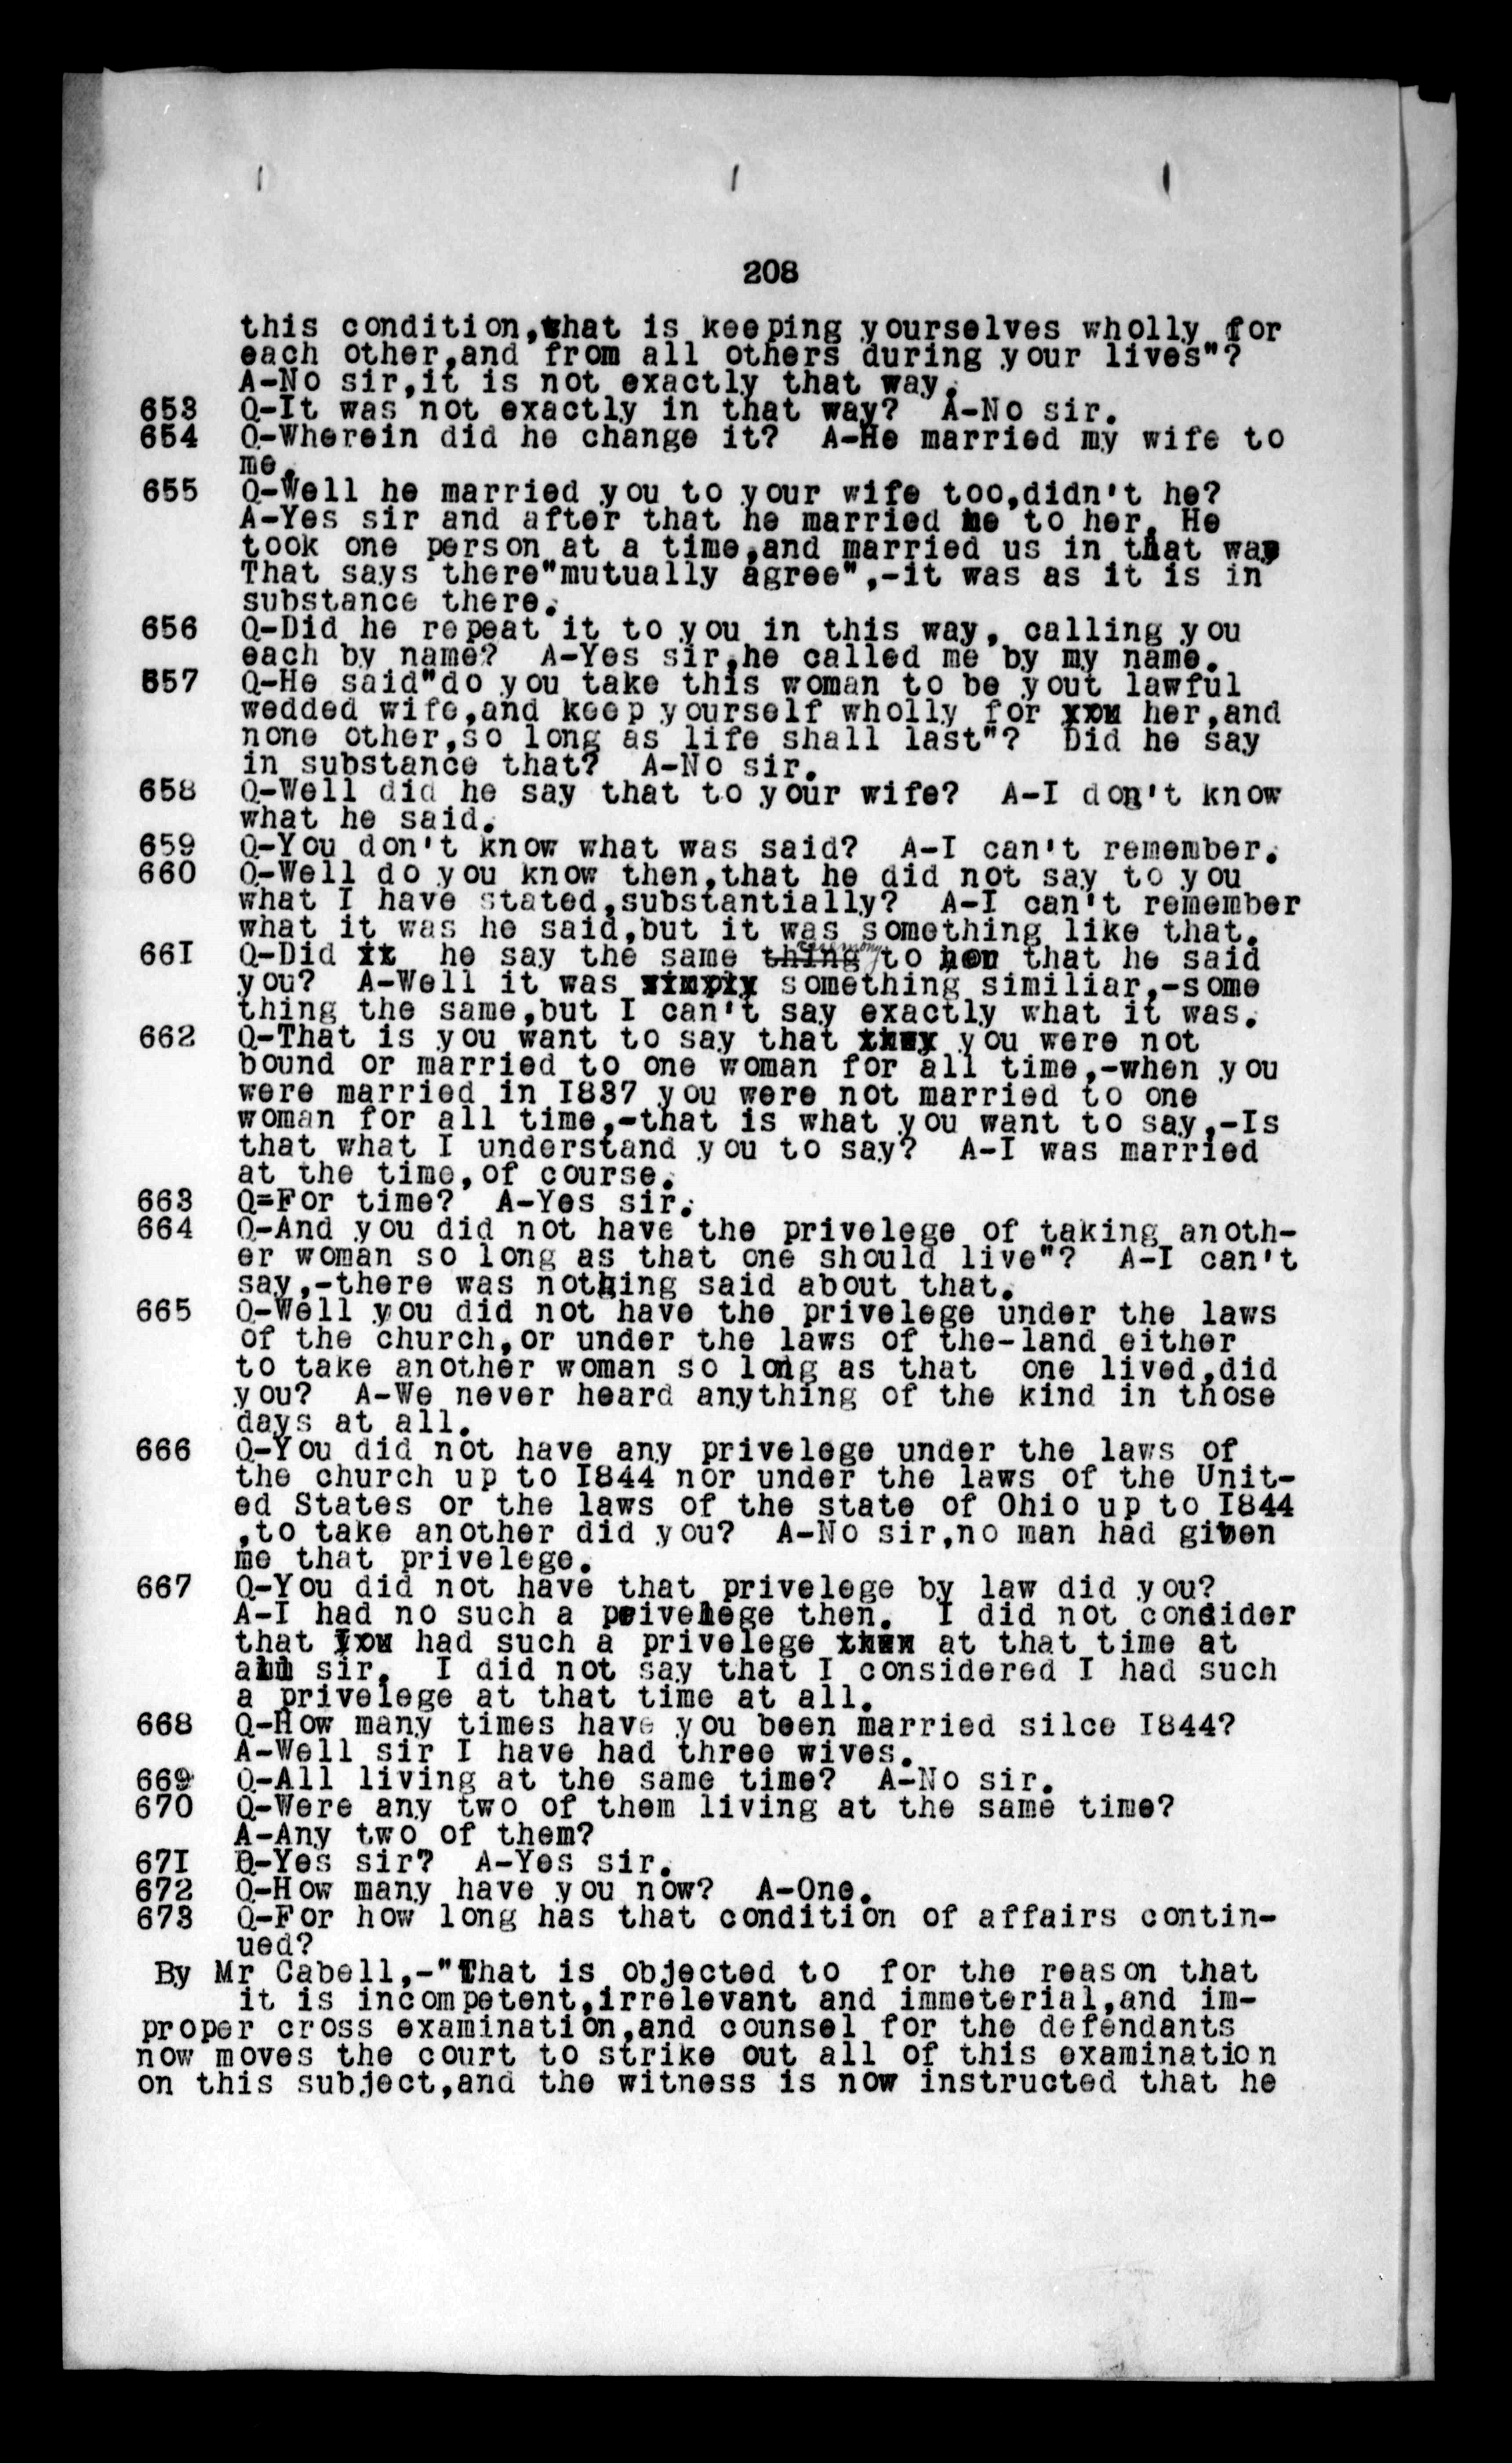 208
this condition,that is keeping yourselves wholly for
each other,and from all others during your lives"?
A-No sir,it is not exactly that way.
653 Q-It was not exactly in that way? A-No sir.
654 Q-Wherein did he change it? A-He married my wife to
me.
655 Q-Well he married you to your wife too,didn't he?
A-Yes sir and after that he married me to her. He
took one person at a time,and married us in that way
That says there"mutually agree",-it was as it is in
substance there.
656 Q-Did he repeat it to you in this way, calling you
each by name? A-Yes sir,he called me by my name.
657 Q-He said"do you take this woman to be yout lawful
wedded wife,and keep yourself wholly for her,and
none other,so long as life shall last"? Did he say
in substance that? A-No sir.
658 Q-Well did he say that to your wife? A-I don't know
what he said.
659 Q-You don't know what was said? A-I can't remember.
660 Q-Well do you know then,that he did not say to you
what I have stated,substantially? A-I can't remember
what it was he said,but it was something like that.
ceremony
661 Q-Did it he say the same thing to her that he said
you? A-Well it was simply something similiar,-some
thing the same,but I can't say exactly what it was.
662 Q-That is you want to say that they you were not
bound or married to one woman for all time,-when you
were married in I837 you were not married to one
woman for all time,-that is what you want to say,-Is
that what I understand you to say? A-I was married
at the time,of course.
663 Q=For time? A-Yes sir.
664 Q-And you did not have the privelege of taking anoth-
er woman so long as that one should live"? A-I can't
say,-there was nothing said about that.
665 Q-Well you did not have the privelege under the laws
of the church,or under the laws of the-land either
to take another woman so long as that one lived,did
you? A-We never heard anything of the kind in those
days at all.
666 Q-You did not have any privelege under the laws of
the church up to I844 nor under the laws of the Unit-
ed States or the laws of the state of Ohio up to I844
,to take another did you? A-No sir,no man had given
me that privelege.
667 Q-You did not have that privelege by law did you?
A-I had no such a privelege then. I did not consider
that you had such a privelege then at that time at
all sir. I did not say that I considered I had such
a privelege at that time at all.
668 Q-How many times have you been married silce I844?
A-Well sir I have had three wives.
669 Q-All living at the same time? A-No sir.
670 Q-Were any two of them living at the same time?
A-Any two of them?
67I Q-Yes sir? A-Yes sir.
672 Q-How many have you now? A-One.
673 Q-For how long has that condition of affairs contin-
ued?
By Mr Cabell,-"That is objected to for the reason that
it is incompetent,irrelevant and immeterial,and im-
proper cross examination,and counsel for the defendants
now moves the court to strike out all of this examination
on this subject,and the witness is now instructed that he